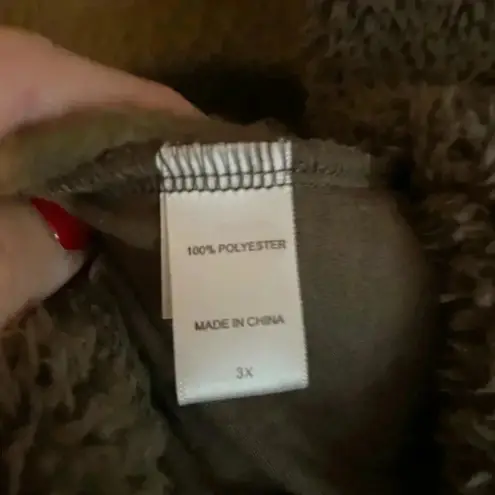 100% POLYESTER
MADE IN CHINA
3X